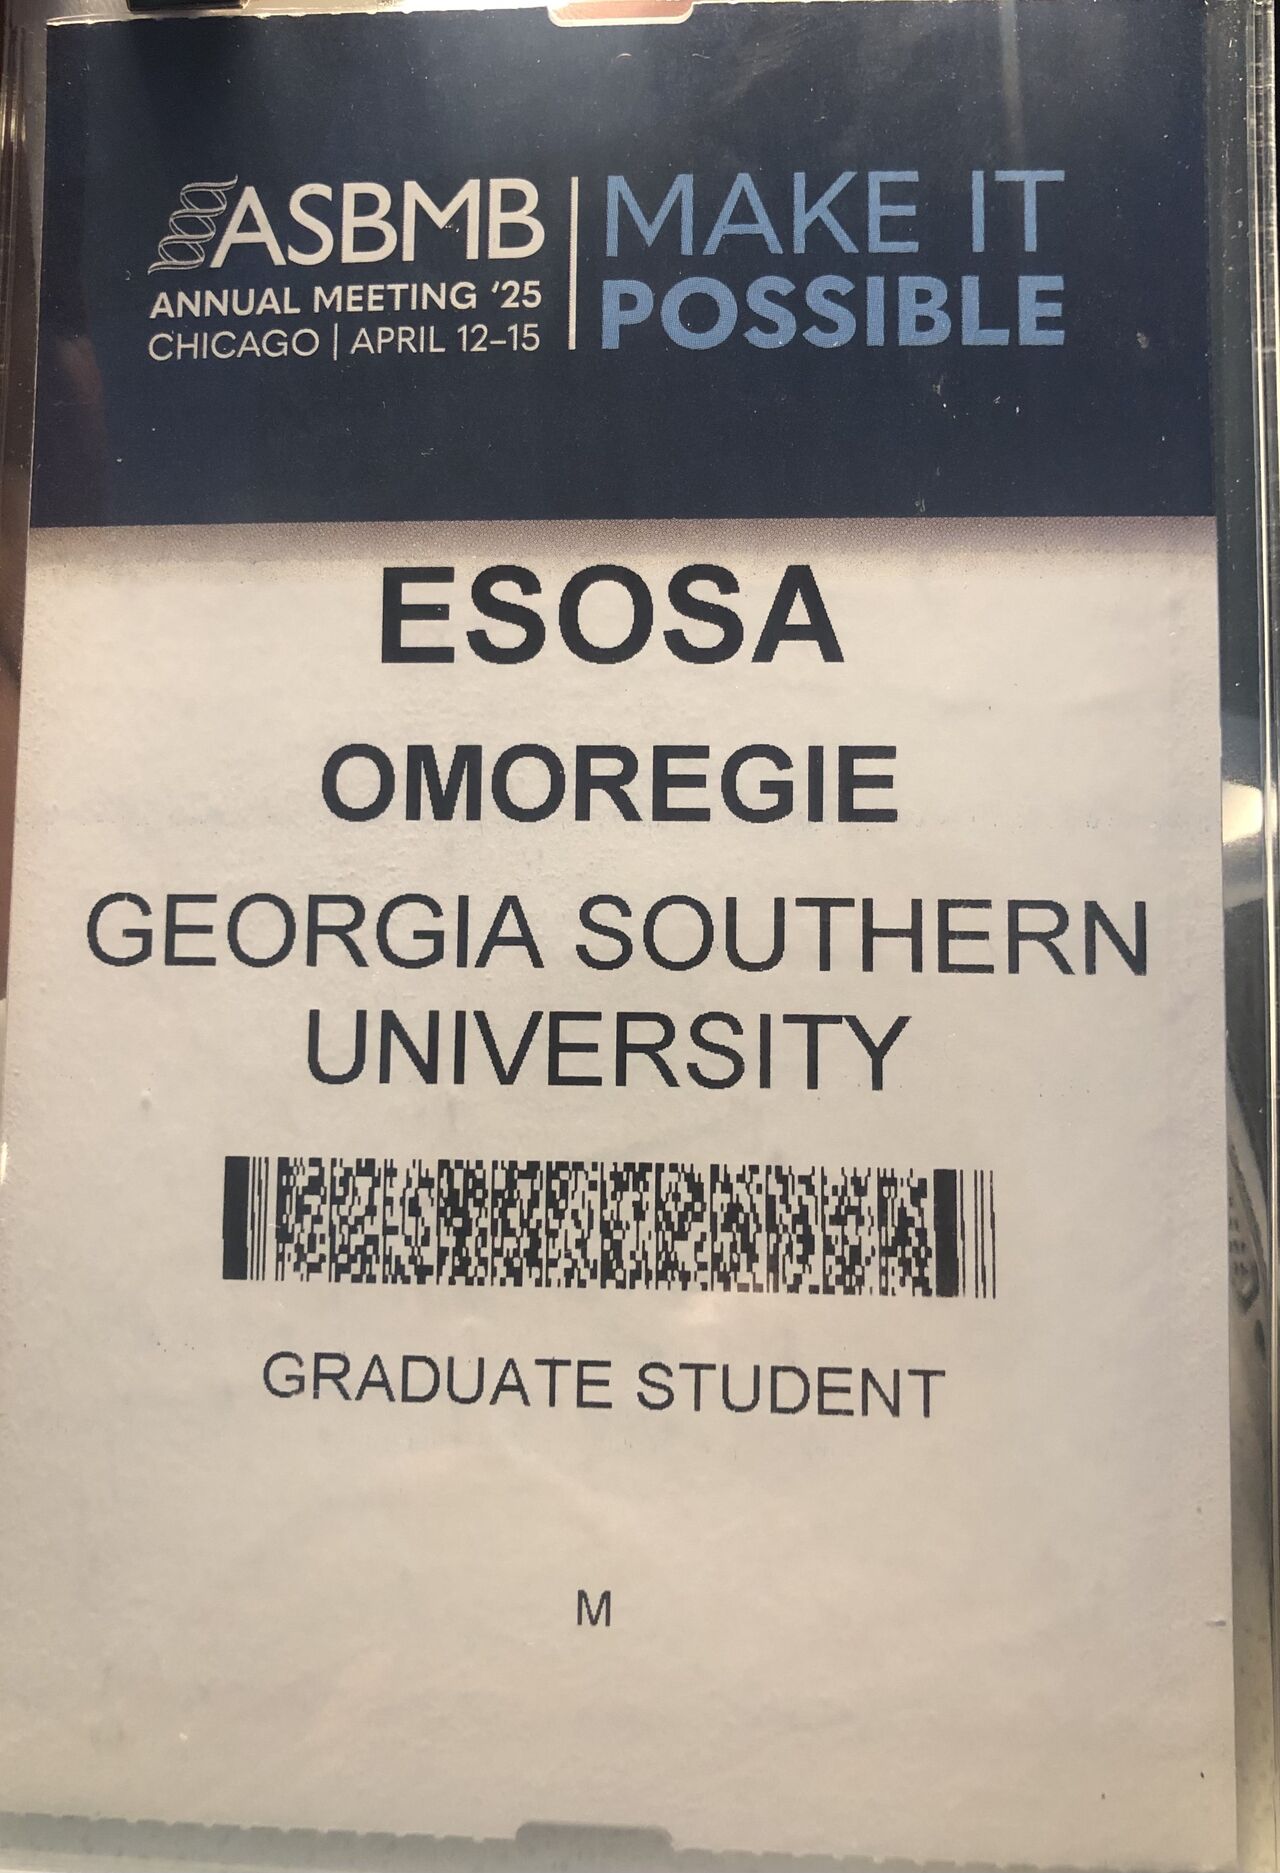 ASBMB
ANNUAL MEETING '25
CHICAGO | APRIL 12–15
MAKE IT
POSSIBLE
ESOSA
OMOREGIE
GEORGIA SOUTHERN
UNIVERSITY
GRADUATE STUDENT
M